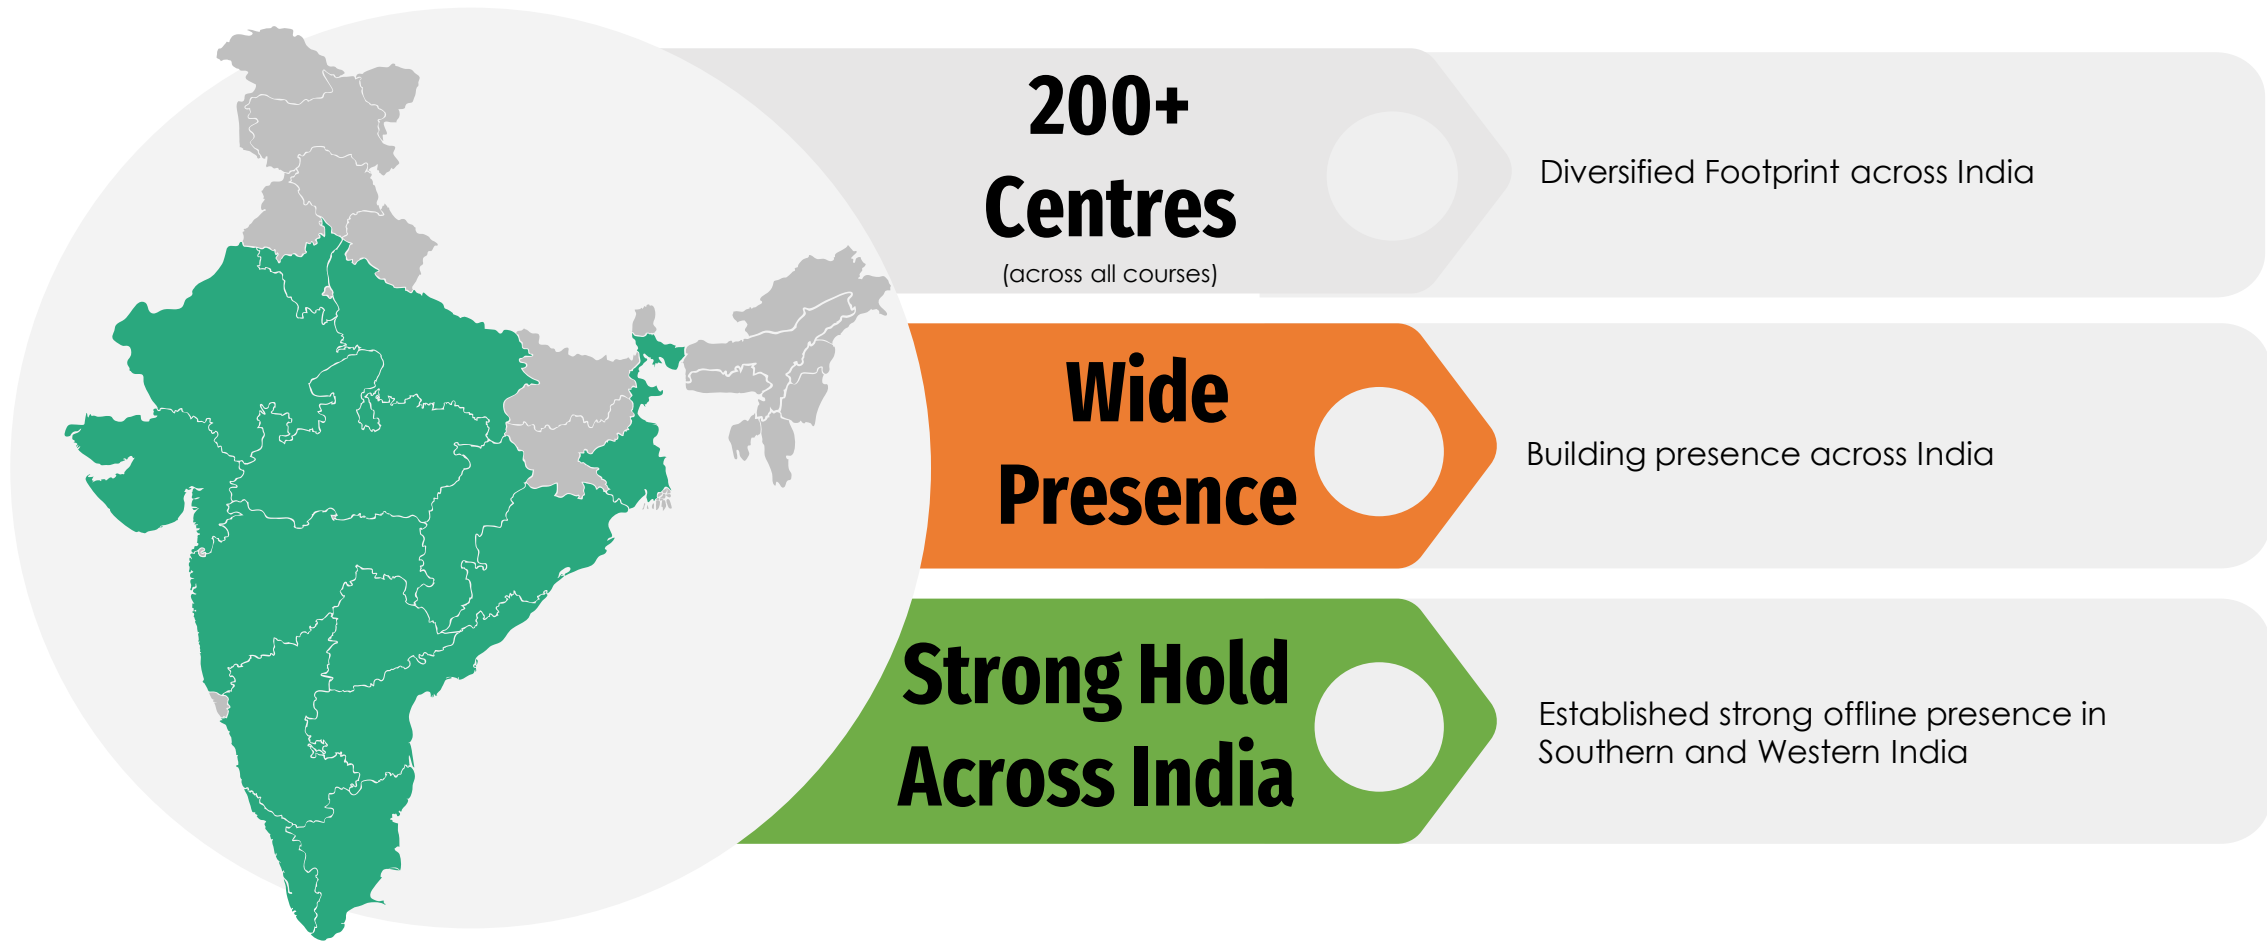 200+
Centres
(across all courses)
Diversified Footprint across India
Wide
Presence
Building presence across India
Strong Hold
Across India
Established strong offline presence in
Southern and Western India